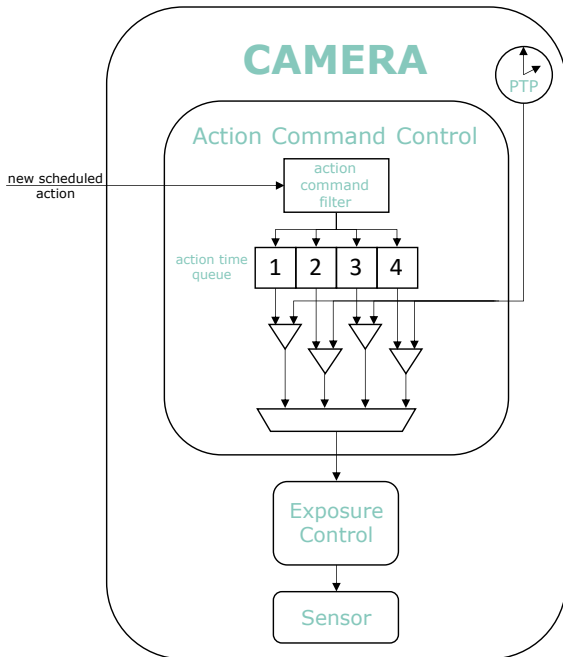 CAMERA
PTP
Action Command Control
new scheduled
action
action
command
filter
action time
queue
1 2 3 4
Exposure
Control
Sensor